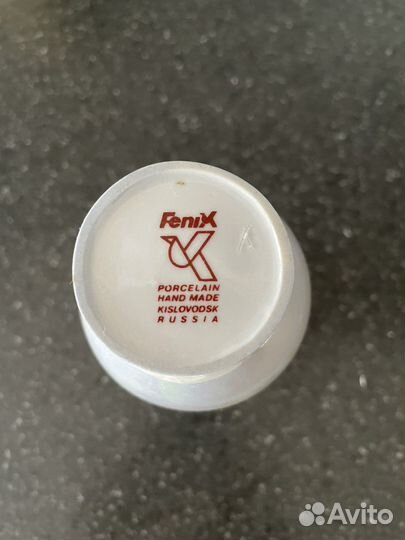 FeniX
PORCELAIN
HAND MADE
KISLOVODSK
RUSSIA
Avito